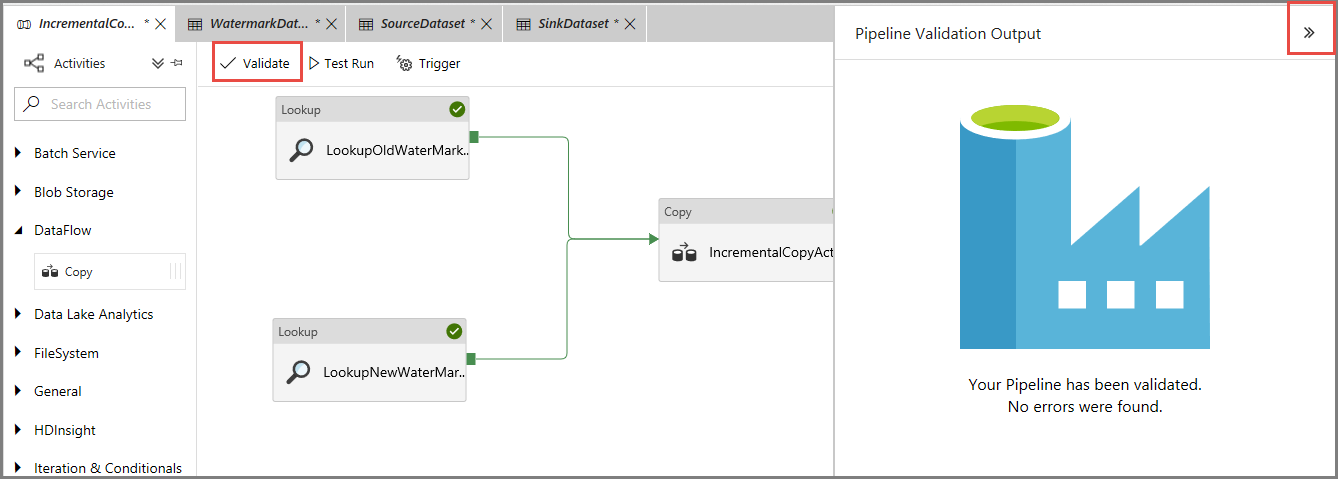 IncrementalCo... *
WatermarkDat... *
SourceDataset *
SinkDataset *
Activities
Search Activities
Batch Service
Blob Storage
DataFlow
Copy
Data Lake Analytics
FileSystem
General
HDInsight
Iteration & Conditionals
Validate
Test Run
Trigger
Lookup
LookupOldWaterMark...
Lookup
LookupNewWaterMar...
Copy
IncrementalCopyAct
Pipeline Validation Output
Your Pipeline has been validated.
No errors were found.